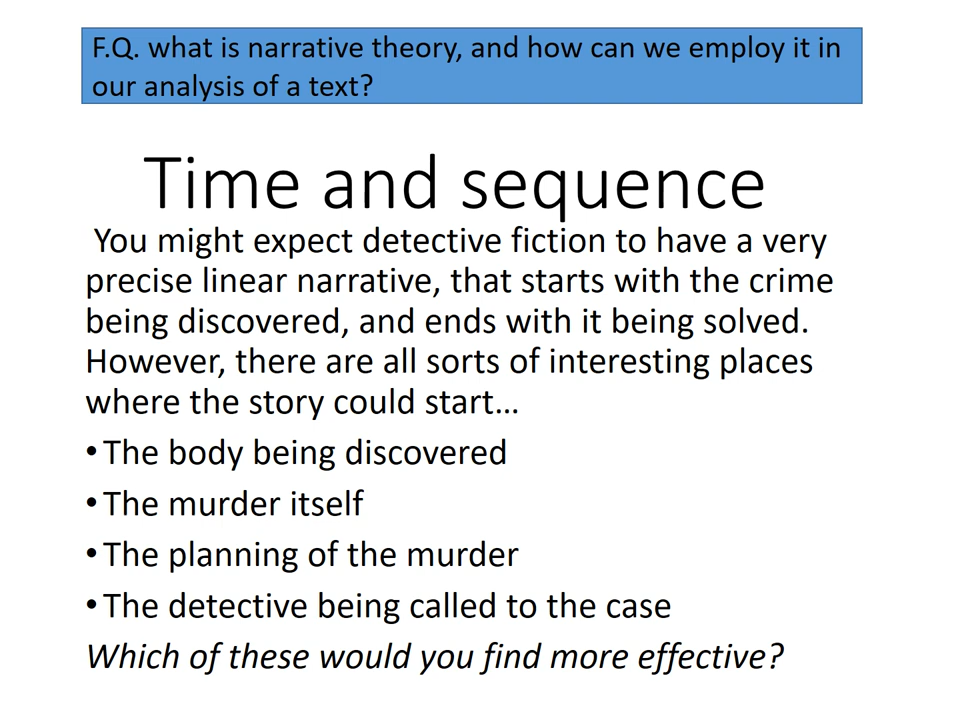 F.Q. what is narrative theory, and how can we employ it in
our analysis of a text?
Time and sequence
You might expect detective fiction to have a very
precise linear narrative, that starts with the crime
being discovered, and ends with it being solved.
However, there are all sorts of interesting places
where the story could start…
•The body being discovered
•The murder itself
•The planning of the murder
•The detective being called to the case
Which of these would you find more effective?